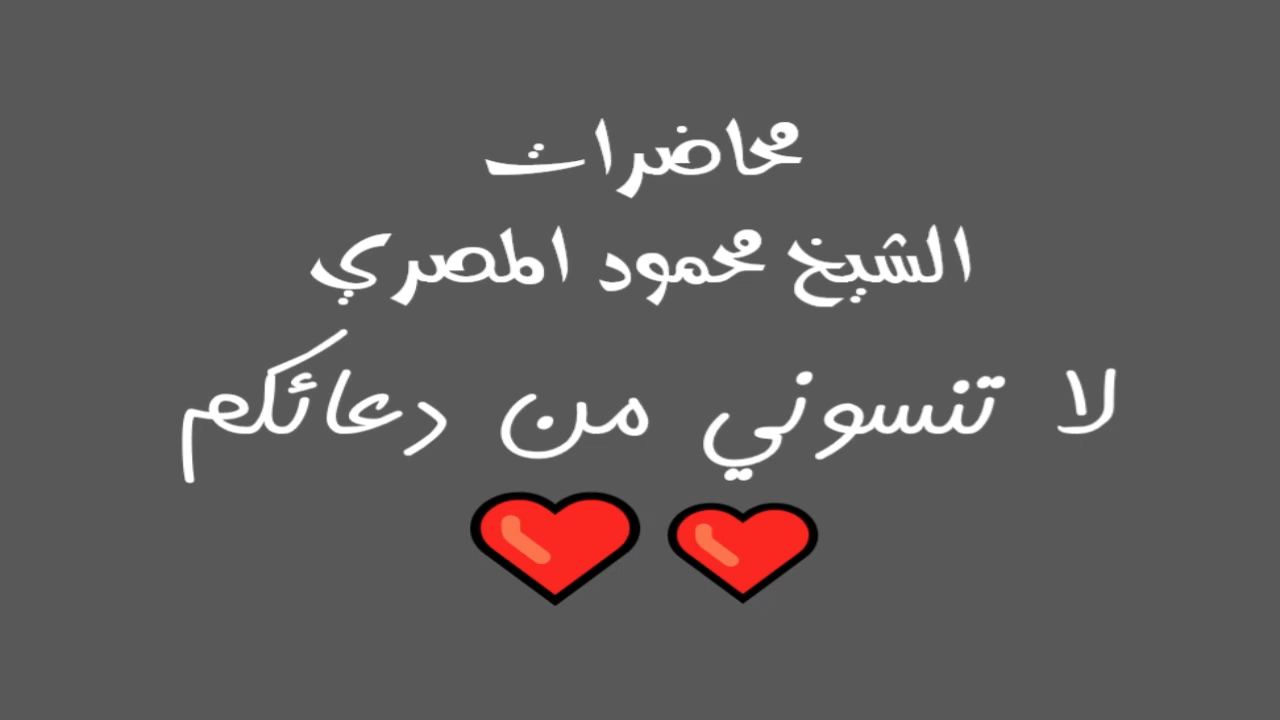 محاضرات
الشيخ محمود المصري
لا تنسوني من دعائكم